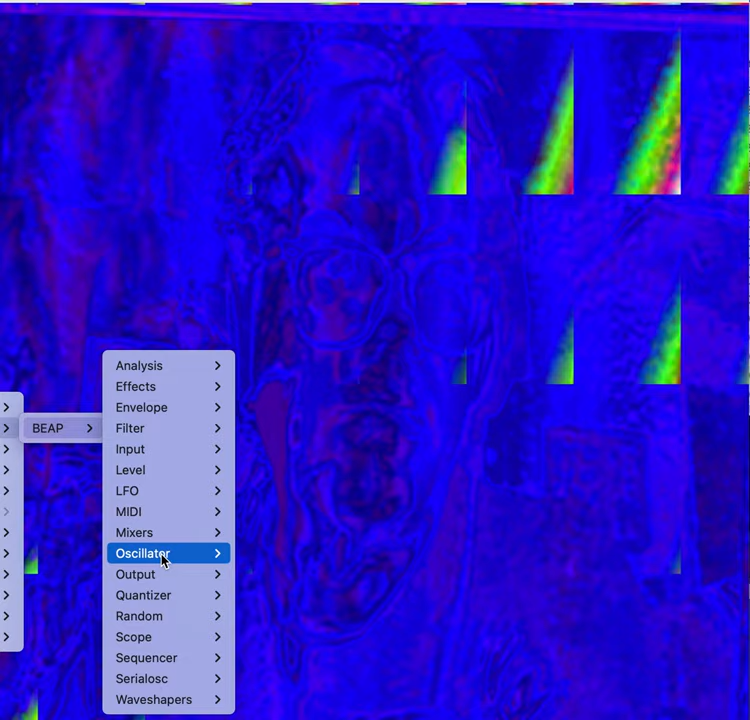 BEAP
Analysis
Effects
Envelope
Filter
Input
Level
LFO
MIDI
Mixers
Oscillator
Output
Quantizer
Random
Scope
Sequencer
Serialosc
Waveshapers